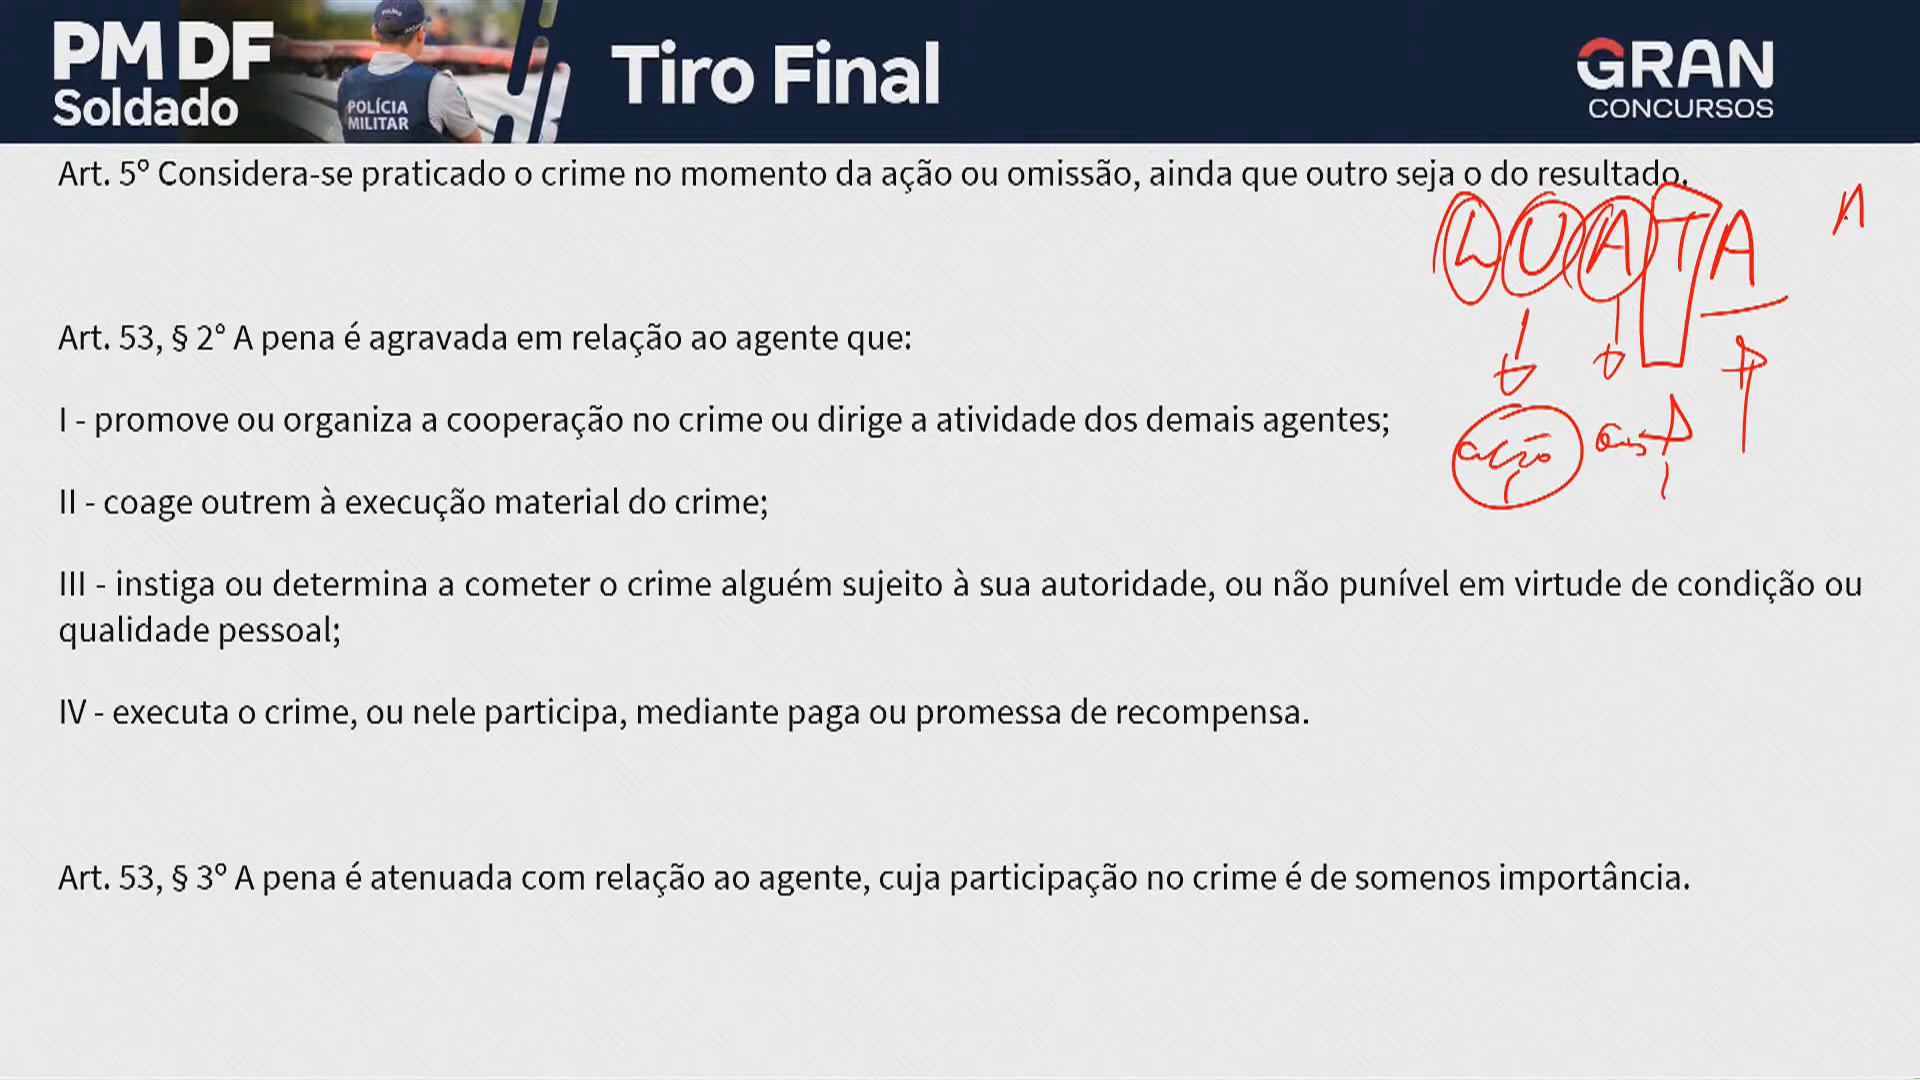 PM DF
Soldado
POLÍCIA
MILITAR
Tiro Final
GRAN
CONCURSOS
Art. 5º Considera-se praticado o crime no momento da ação ou omissão, ainda que outro seja o do resultado.
L U A T A
A
ação
Art. 53, § 2° A pena é agravada em relação ao agente que:
I - promove ou organiza a cooperação no crime ou dirige a atividade dos demais agentes;
II - coage outrem à execução material do crime;
III - instiga ou determina a cometer o crime alguém sujeito à sua autoridade, ou não punível em virtude de condição ou
qualidade pessoal;
IV - executa o crime, ou nele participa, mediante paga ou promessa de recompensa.
Art. 53, § 3º A pena é atenuada com relação ao agente, cuja participação no crime é de somenos importância.